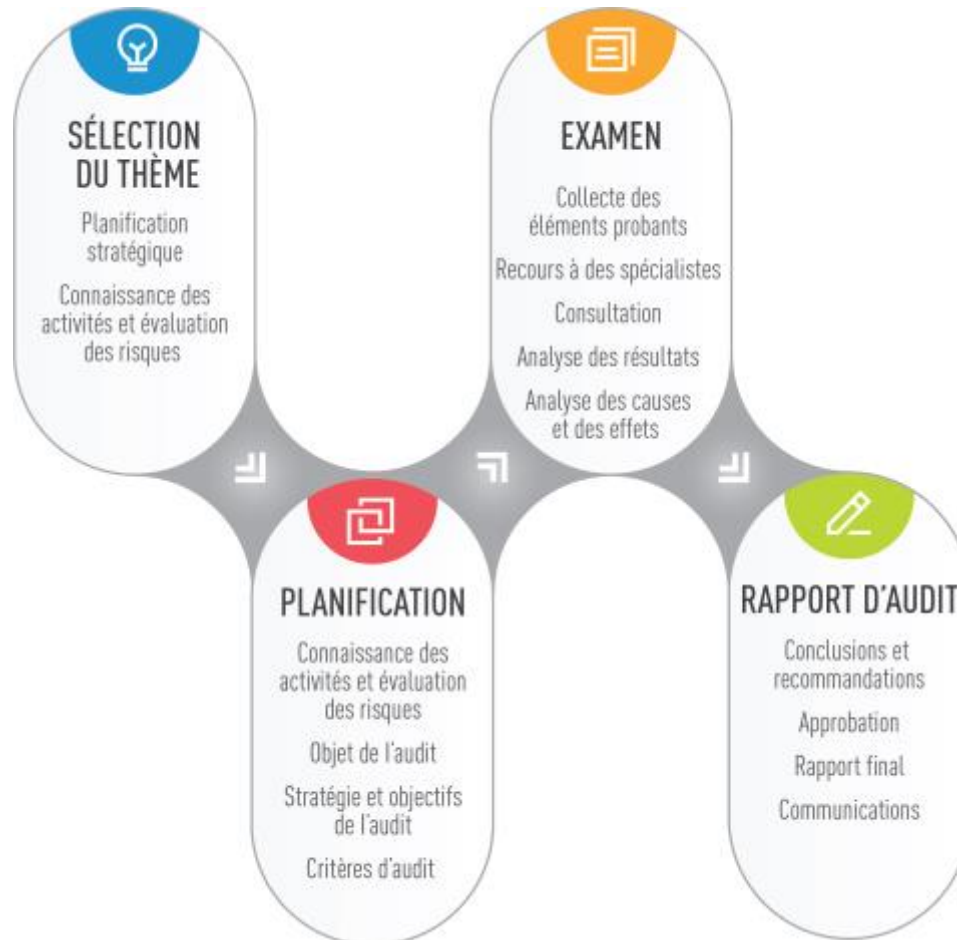 SÉLECTION
DU THÈME
Planification
stratégique
Connaissance des
activités et évaluation
des risques
PLANIFICATION
Connaissance des
activités et évaluation
des risques
Objet de l'audit
Stratégie et objectifs
de l'audit
Critères d'audit
EXAMEN
Collecte des
éléments probants
Recours à des spécialistes
Consultation
Analyse des résultats
Analyse des causes
et des effets
RAPPORT D'AUDIT
Conclusions et
recommandations
Approbation
Rapport final
Communications